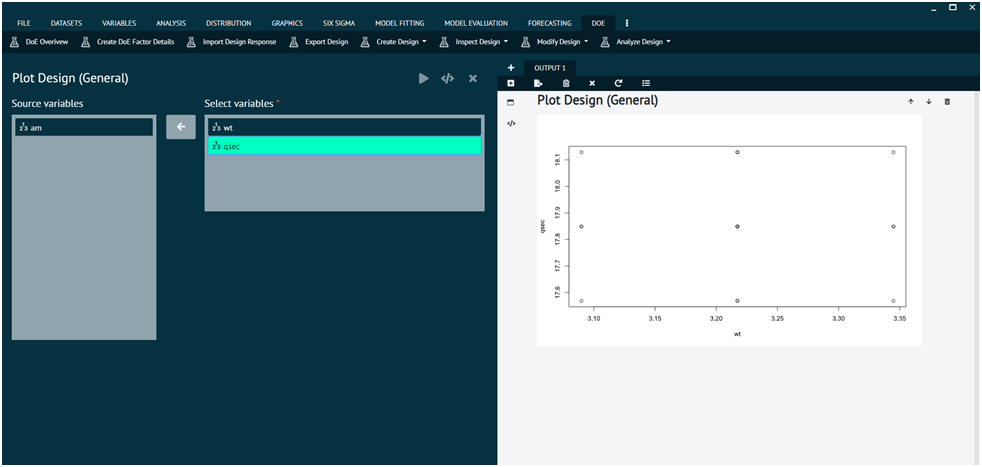 FILE DATASETS VARIABLES ANALYSIS DISTRIBUTION GRAPHICS SIX SIGMA MODEL FITTING MODEL EVALUATION FORECASTING DOE
DoE Overivew Create DoE Factor Details Import Design Response Export Design Create Design Inspect Design Modify Design Analyze Design
Plot Design (General)
Source variables
am
Select variables *
wt
qsec
OUTPUT 1
Plot Design (General)
18.1
18.0
17.9
17.8
17.7
17.6
qsec
3.10 3.15 3.20 3.25 3.30 3.35
wt